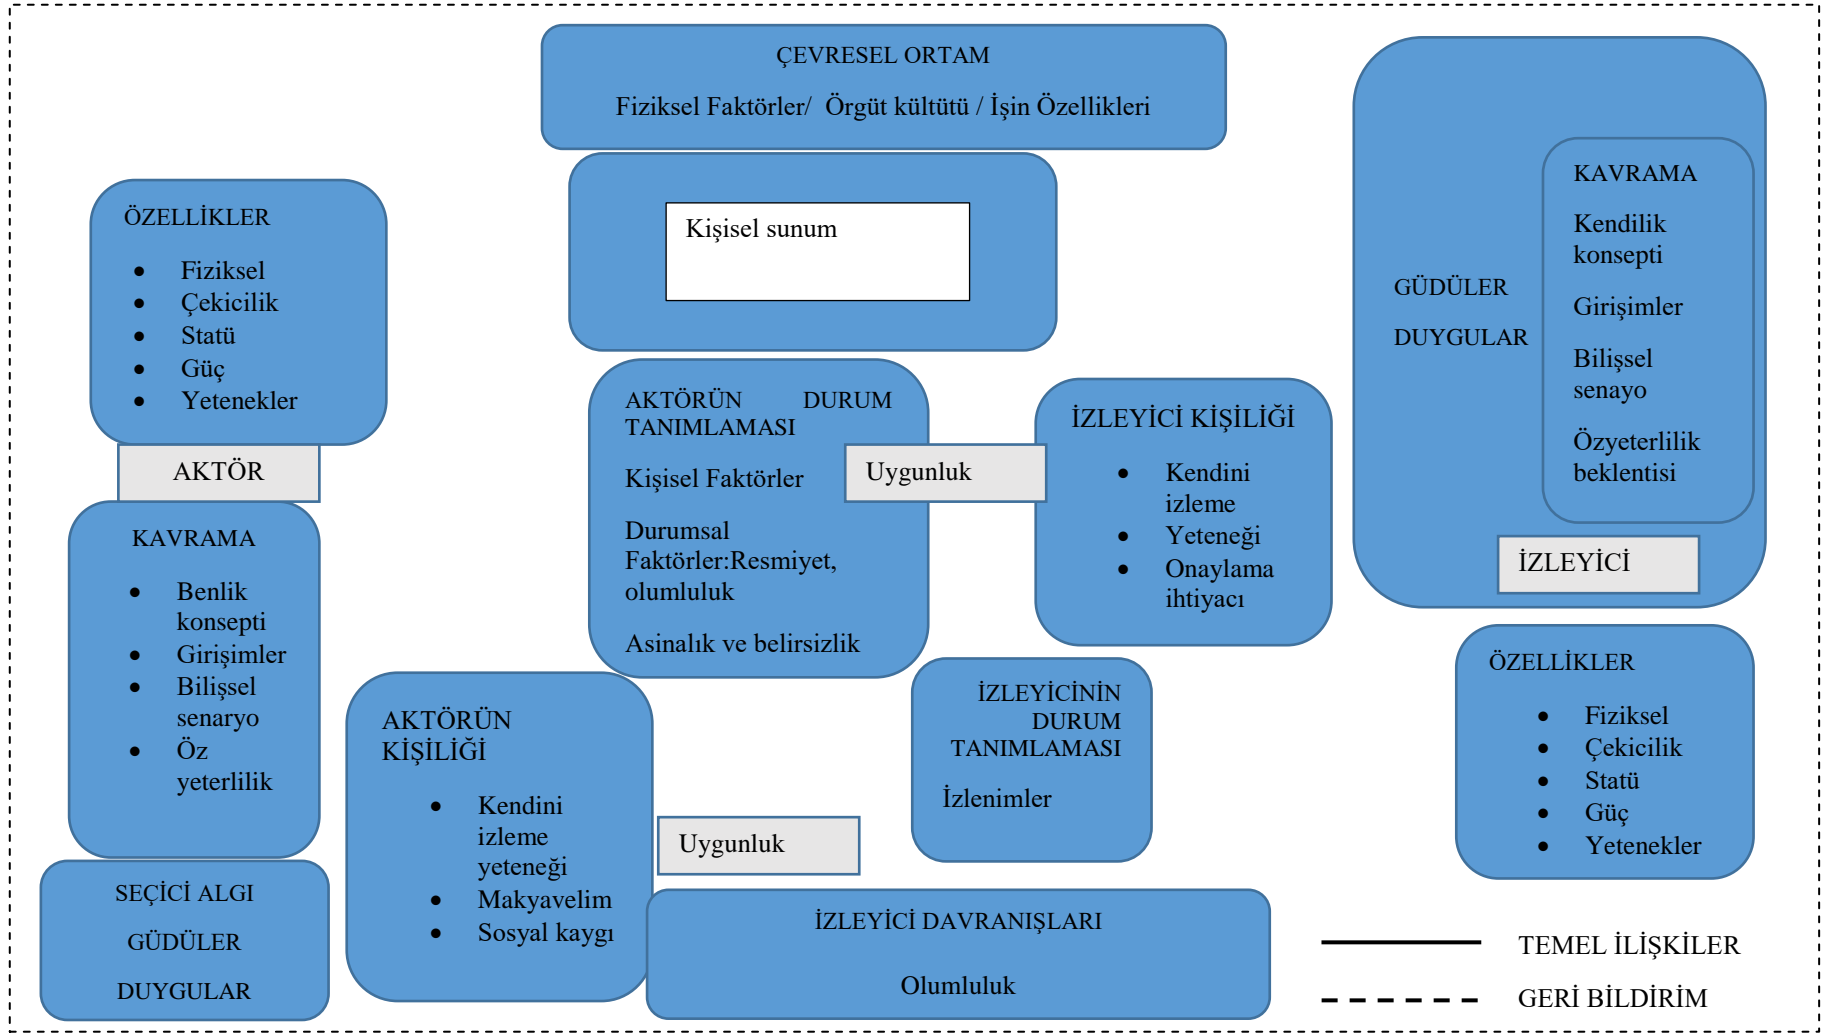 ÇEVRESEL ORTAM
Fiziksel Faktörler/ Örgüt kültütü / İşin Özellikleri
Kişisel sunum
ÖZELLİKLER
• Fiziksel
• Çekicilik
• Statü
• Güç
• Yetenekler
AKTÖR
KAVRAMA
• Benlik
konsepti
• Girişimler
• Bilişsel
senaryo
• Öz
yeterlilik
SEÇİCİ ALGI
GÜDÜLER
DUYGULAR
AKTÖRÜN DURUM
TANIMLAMASI
Kişisel Faktörler
Durumsal
Faktörler:Resmiyet,
olumluluk
Asinalık ve belirsizlik
Uygunluk
AKTÖRÜN
KİŞİLİĞİ
• Kendini
izleme
yeteneği
• Makyavelim
• Sosyal kaygı
Uygunluk
İZLEYİCİ KİŞİLİĞİ
• Kendini
izleme
• Yeteneği
• Onaylama
ihtiyacı
İZLEYİCİNİN
DURUM
TANIMLAMASI
İzlenimler
İZLEYİCİ DAVRANIŞLARI
Olumluluk
GÜDÜLER
DUYGULAR
KAVRAMA
Kendilik
konsepti
Girişimler
Bilişsel
senayo
Özyeterlilik
beklentisi
İZLEYİCİ
ÖZELLİKLER
• Fiziksel
• Çekicilik
• Statü
• Güç
• Yetenekler
TEMEL İLİŞKİLER
GERİ BİLDİRİM